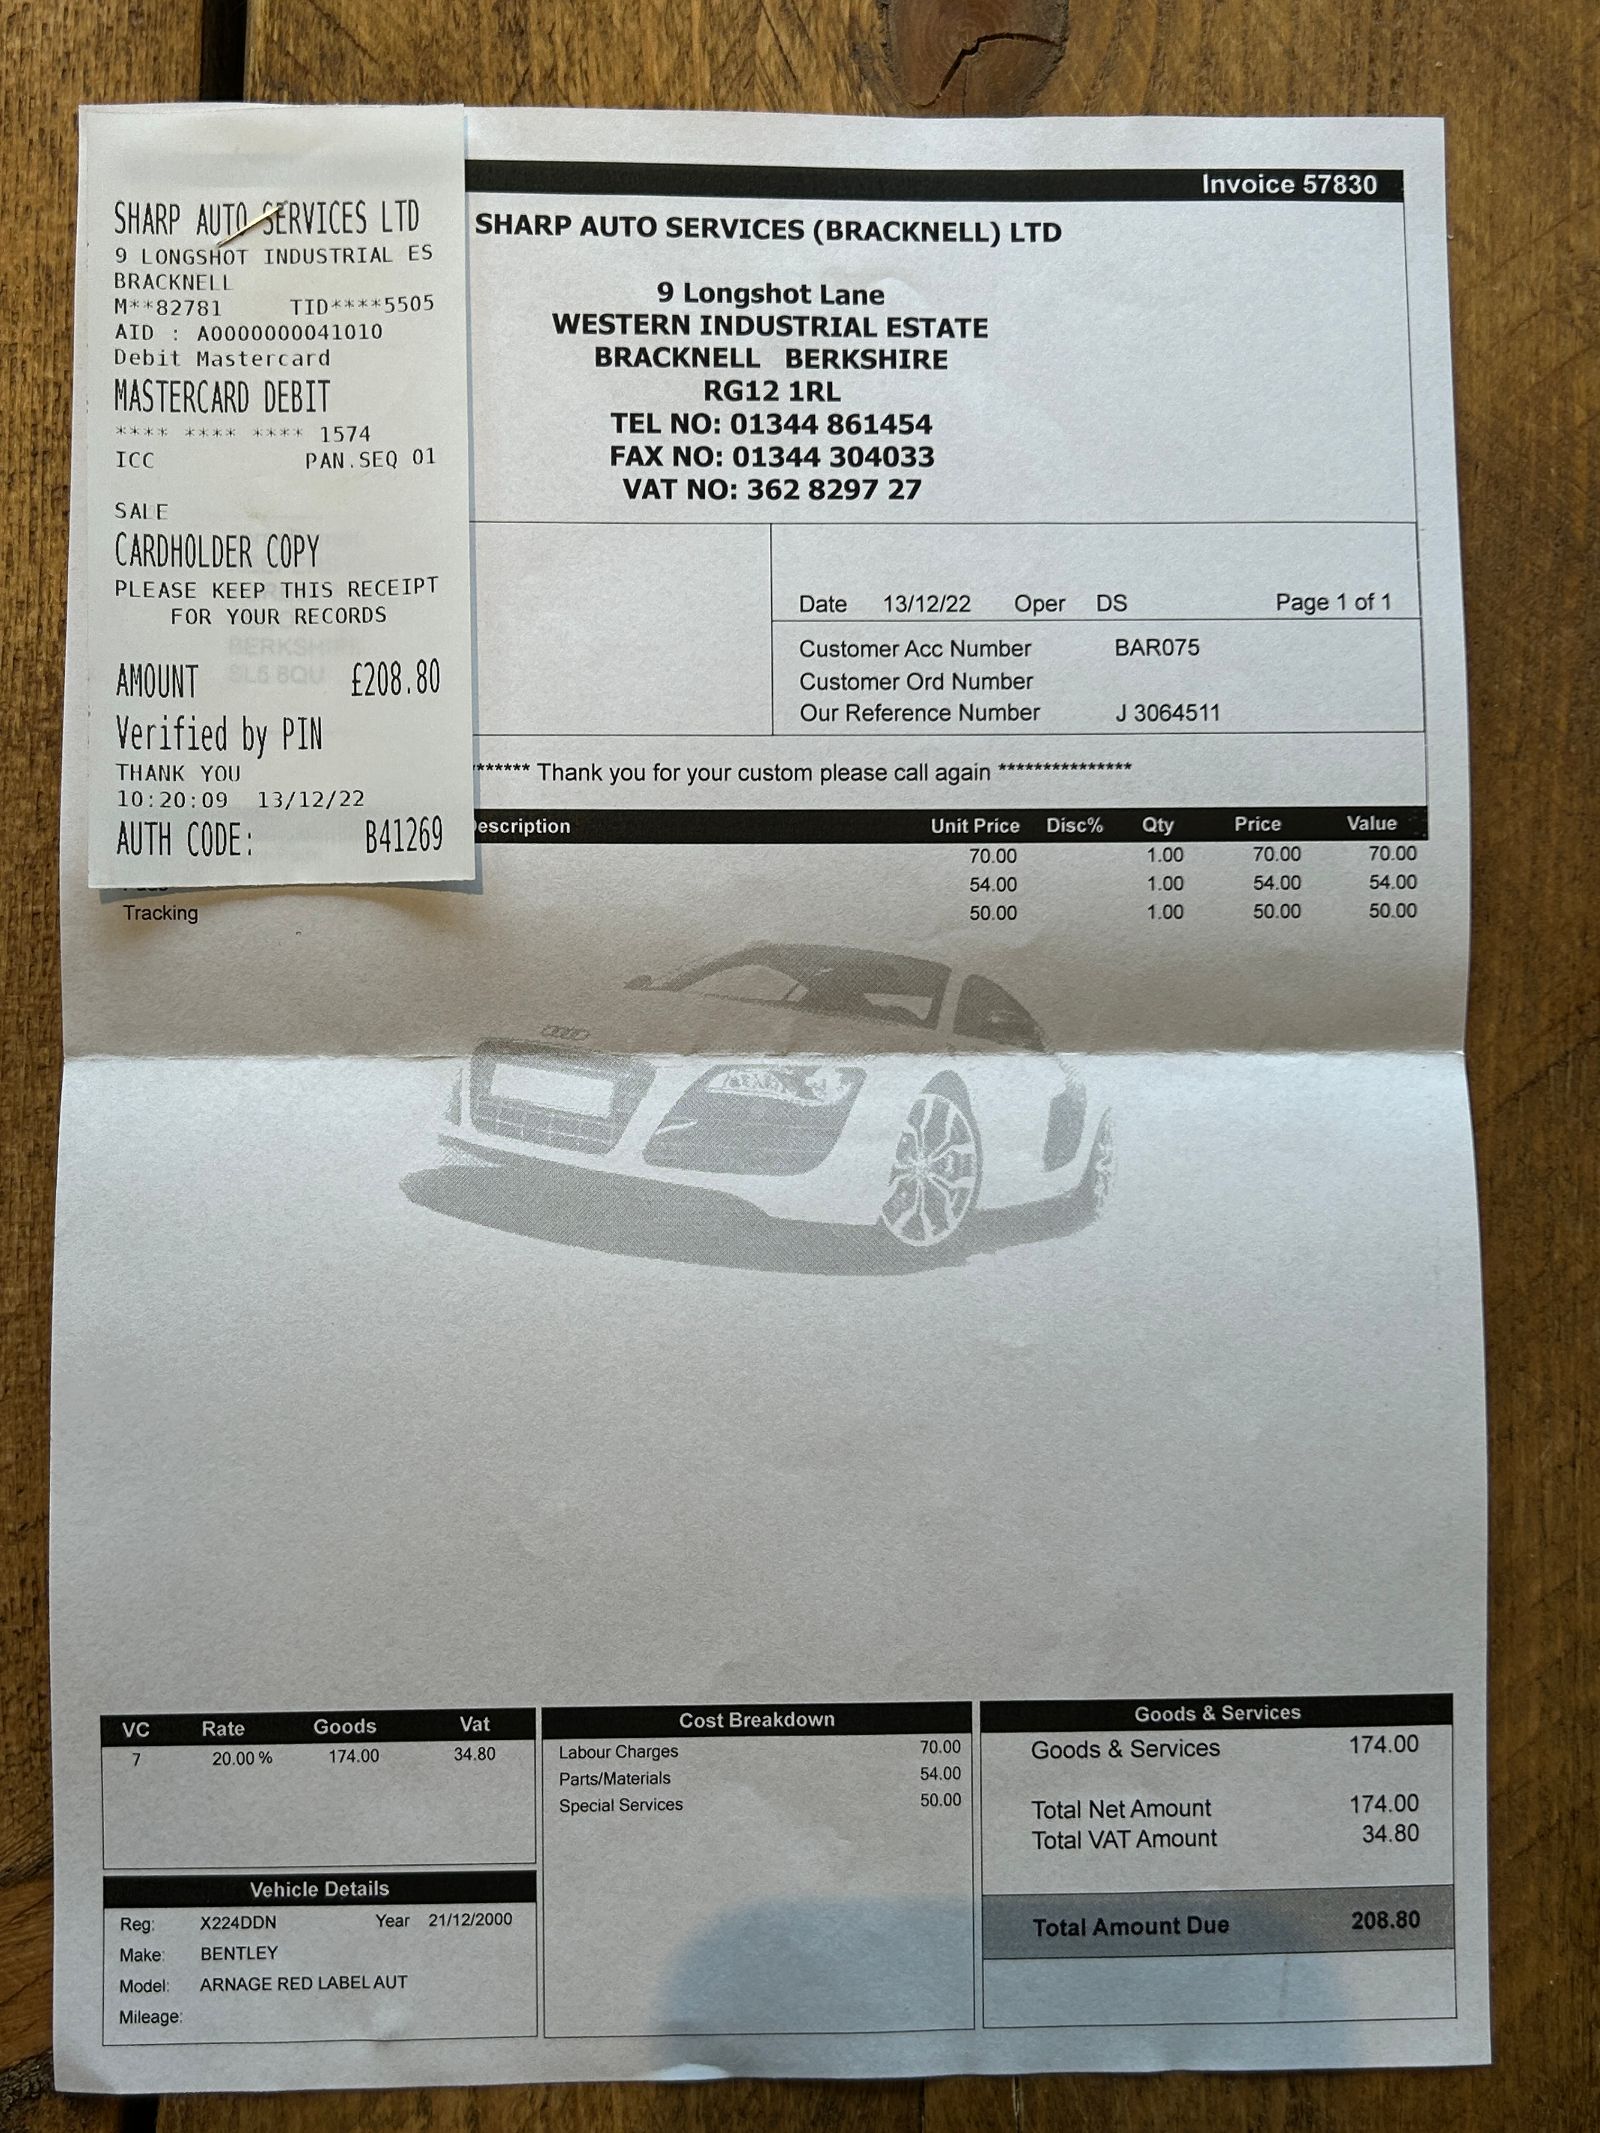 SHARP AUTO SERVICES LTD
9 LONGSHOT INDUSTRIAL ES
BRACKNELL
M**82781 TID****5505
AID : A0000000041010
Debit Mastercard
MASTERCARD DEBIT
**** **** **** 1574
ICC PAN.SEQ 01
SALE
CARDHOLDER COPY
PLEASE KEEP THIS RECEIPT
FOR YOUR RECORDS
BERKSHIRE
SL5 8QU
AMOUNT £208.80
Verified by PIN
THANK YOU
10:20:09 13/12/22
AUTH CODE: B41269
Invoice 57830
SHARP AUTO SERVICES (BRACKNELL) LTD
9 Longshot Lane
WESTERN INDUSTRIAL ESTATE
BRACKNELL BERKSHIRE
RG12 1RL
TEL NO: 01344 861454
FAX NO: 01344 304033
VAT NO: 362 8297 27
Date 13/12/22 Oper DS Page 1 of 1
Customer Acc Number BAR075
Customer Ord Number
Our Reference Number J 3064511
******* Thank you for your custom please call again ***************
escription Unit Price Disc% Qty Price Value
70.00 1.00 70.00 70.00
54.00 1.00 54.00 54.00
Tracking 50.00 1.00 50.00 50.00
VC Rate Goods Vat
7 20.00 % 174.00 34.80
Vehicle Details
Reg: X224DDN Year 21/12/2000
Make: BENTLEY
Model: ARNAGE RED LABEL AUT
Mileage:
Cost Breakdown
Labour Charges 70.00
Parts/Materials 54.00
Special Services 50.00
Goods & Services
Goods & Services 174.00
Total Net Amount 174.00
Total VAT Amount 34.80
Total Amount Due 208.80